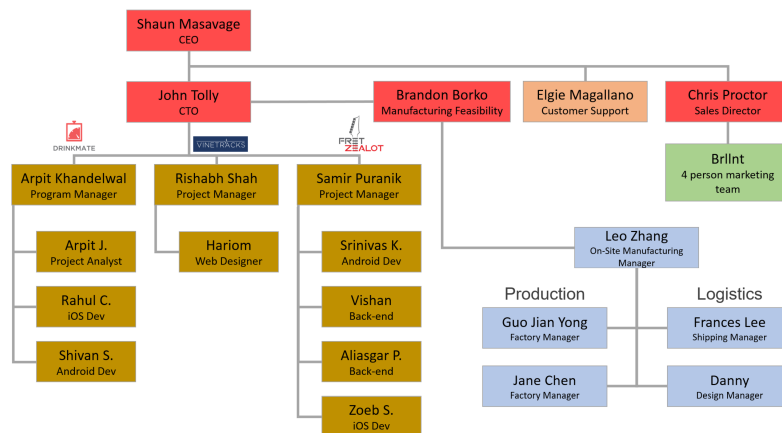 Shaun Masavage
CEO
John Tolly
CTO
Brandon Borko
Manufacturing Feasibility
Elgie Magallano
Customer Support
Chris Proctor
Sales Director
DRINKMATE
VINETRACKS
FRET
ZEALOT
BrlInt
4 person marketing
team
Arpit Khandelwal
Program Manager
Rishabh Shah
Project Manager
Samir Puranik
Project Manager
Arpit J.
Project Analyst
Hariom
Web Designer
Srinivas K.
Android Dev
Leo Zhang
On-Site Manufacturing
Manager
Rahul C.
iOS Dev
Vishan
Back-end
Production
Logistics
Guo Jian Yong
Factory Manager
Frances Lee
Shipping Manager
Shivan S.
Android Dev
Aliasgar P.
Back-end
Jane Chen
Factory Manager
Danny
Design Manager
Zoeb S.
iOS Dev